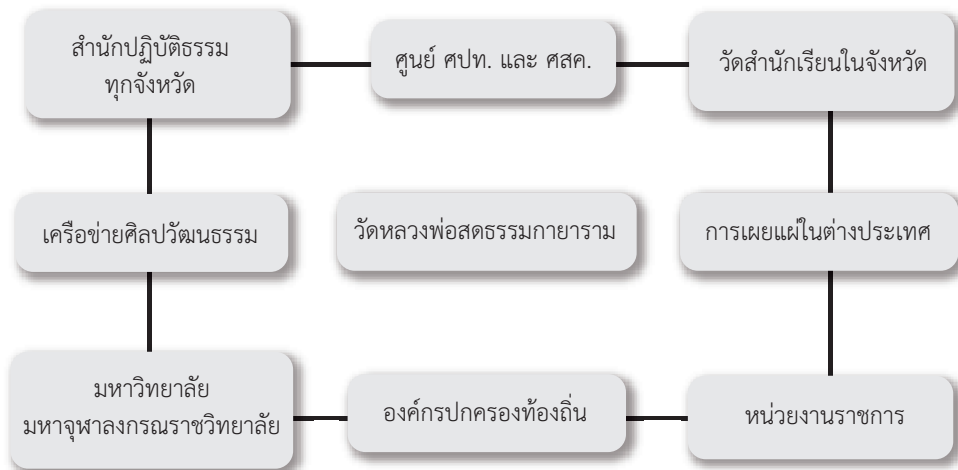 สำนักปฏิบัติธรรม
ทุกจังหวัด
ศูนย์ ศปท. และ ศสค.
วัดสำนักเรียนในจังหวัด
เครือข่ายศิลปวัฒนธรรม
วัดหลวงพ่อสดธรรมกายาราม
การเผยแผ่ในต่างประเทศ
มหาวิทยาลัย
มหาจุฬาลงกรณราชวิทยาลัย
องค์กรปกครองท้องถิ่น
หน่วยงานราชการ